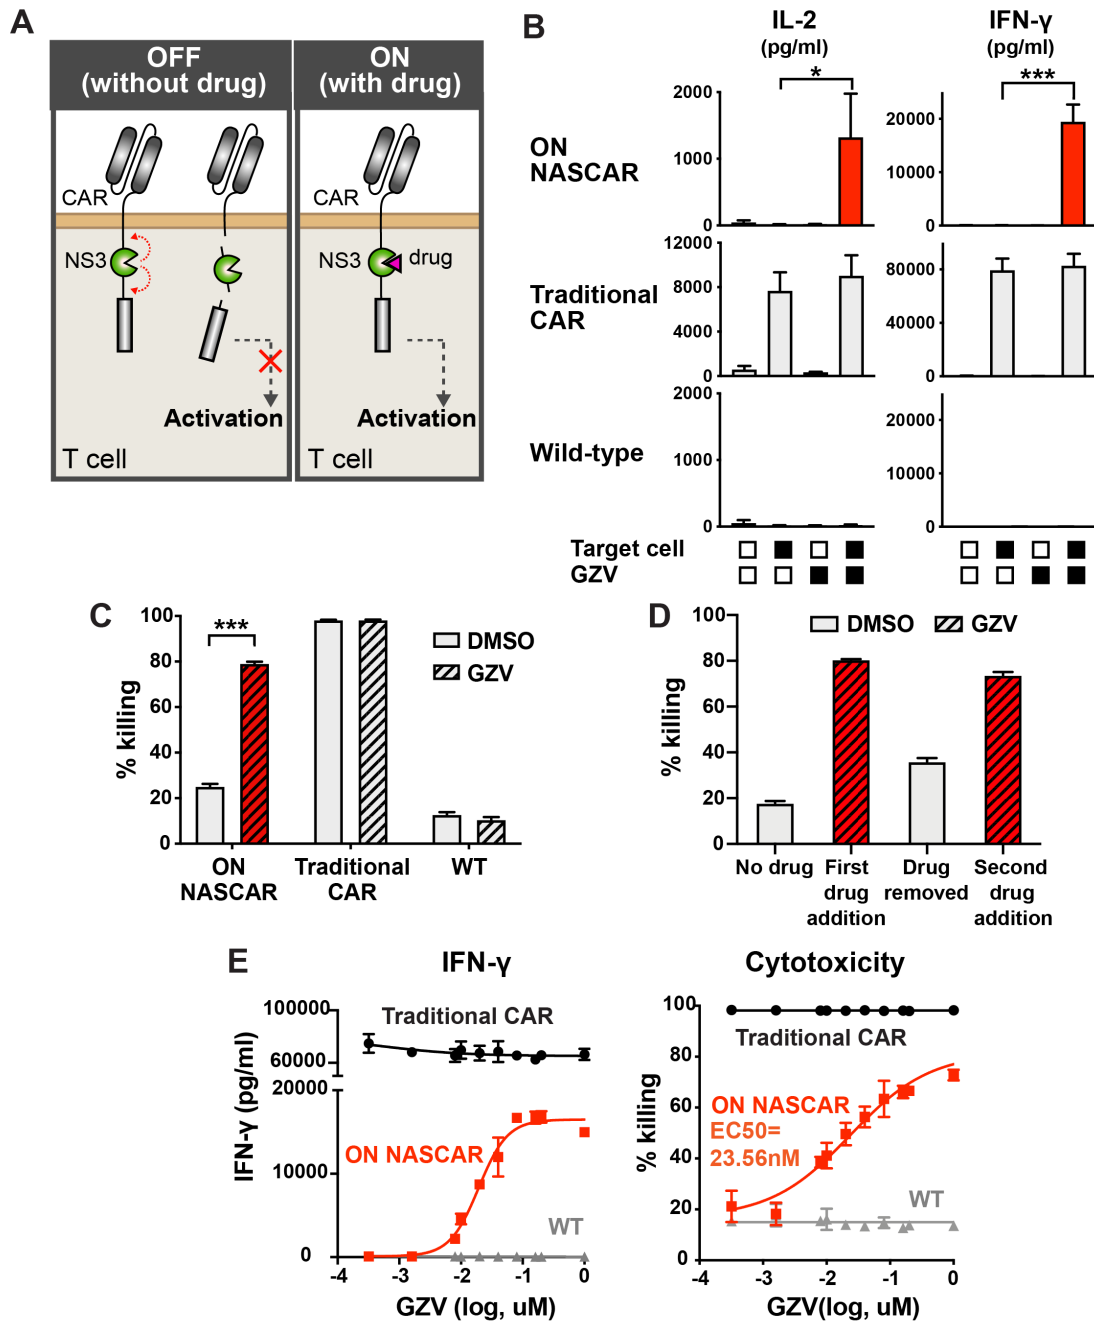 A
OFF
(without drug)
ON
(with drug)
CAR
CAR
NS3
NS3
drug
Activation
Activation
T cell
T cell
B
IL-2
(pg/ml)
IFN-γ
(pg/ml)
*
***
ON
NASCAR
2000
1000
0
20000
10000
0
Traditional
CAR
12000
8000
4000
0
80000
40000
0
Wild-type
2000
1000
0
20000
10000
0
Target cell
GZV
C
***
DMSO
GZV
% killing
100
80
60
40
20
0
ON
NASCAR
Traditional
CAR
WT
D
DMSO
GZV
% killing
100
80
60
40
20
0
No drug
First
drug
addition
Drug
removed
Second
drug
addition
E
IFN-γ
IFN-γ (pg/ml)
100000
60000
20000
10000
0
Traditional CAR
ON NASCAR
WT
-4
-3
-2
-1
0
GZV (log, uM)
Cytotoxicity
% killing
100
80
60
40
20
0
Traditional CAR
ON NASCAR
EC50=
23.56nM
WT
-4
-3
-2
-1
0
GZV(log, uM)